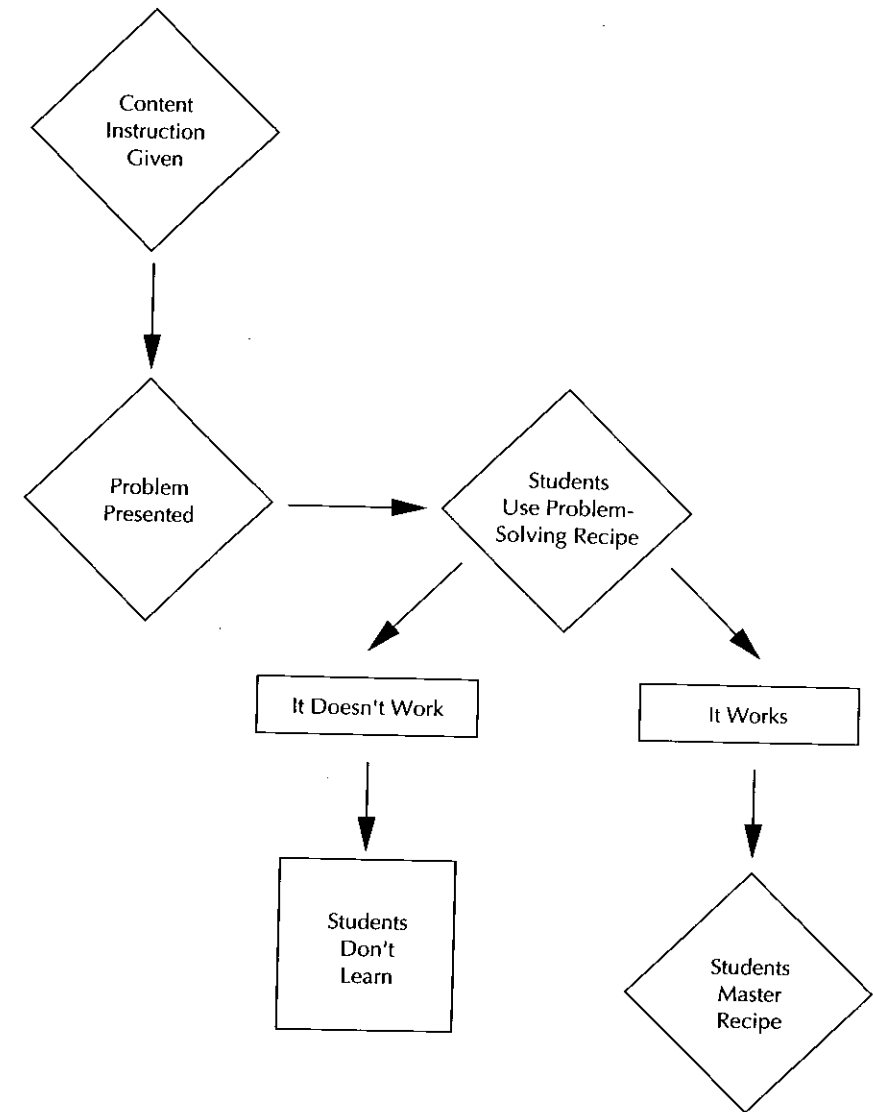 Content
Instruction
Given
Problem
Presented
Students
Use Problem-
Solving Recipe
It Doesn't Work
It Works
Students
Don't
Learn
Students
Master
Recipe